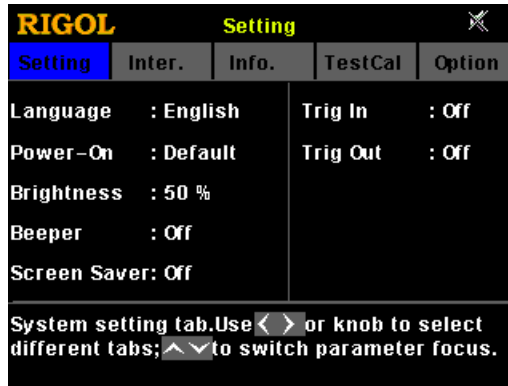 RIGOL Setting
Setting Inter. Info. TestCal Option
Language : English
Power-On : Default
Brightness : 50 %
Beeper : Off
Screen Saver: Off
Trig In : Off
Trig Out : Off
System setting tab.Use < > or knob to select
different tabs; to switch parameter focus.